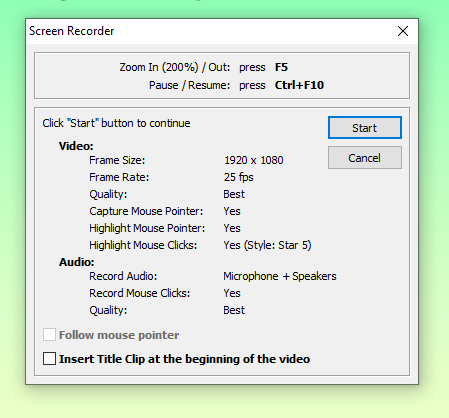 Screen Recorder
Zoom In (200%) / Out: press F5
Pause / Resume: press Ctrl+F10
Click "Start" button to continue
Start
Cancel
Video:
Frame Size: 1920 x 1080
Frame Rate: 25 fps
Quality: Best
Capture Mouse Pointer: Yes
Highlight Mouse Pointer: Yes
Highlight Mouse Clicks: Yes (Style: Star 5)
Audio:
Record Audio: Microphone + Speakers
Record Mouse Clicks: Yes
Quality: Best
Follow mouse pointer
Insert Title Clip at the beginning of the video